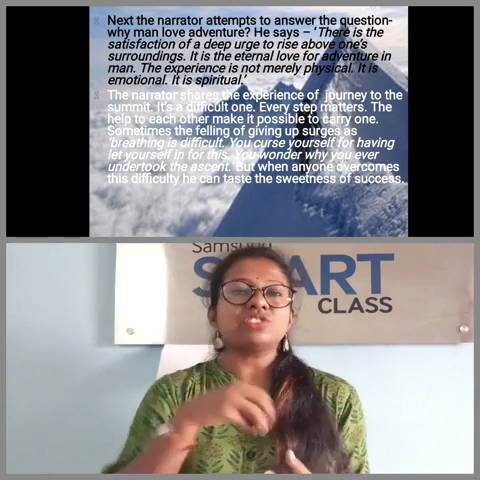 Next the narrator attempts to answer the question-
why man love adventure? He says – ‘There is the
satisfaction of a deep urge to rise above one’s
surroundings. It is the eternal love for adventure in
man. The experience is not merely physical. It is
emotional. It is spiritual.’
The narrator shares the experience of journey to the
summit. It’s a difficult one. Every step matters. The
help to each other make it possible to carry one.
Sometimes the felling of giving up surges as
‘breathing is difficult. You curse yourself for having
let yourself in for this. You wonder why you ever
undertook the ascent.’ But when anyone overcomes
this difficulty he can taste the sweetness of success.
Samsung
SMART
CLASS